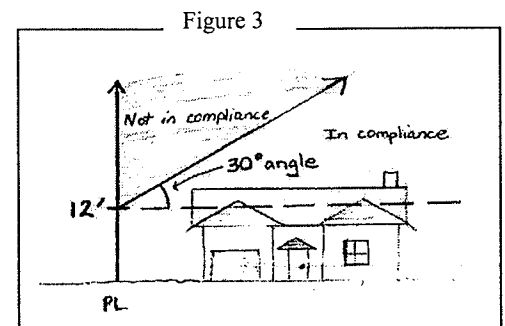 Figure 3
Not in compliance
In compliance
30° angle
12'
PL